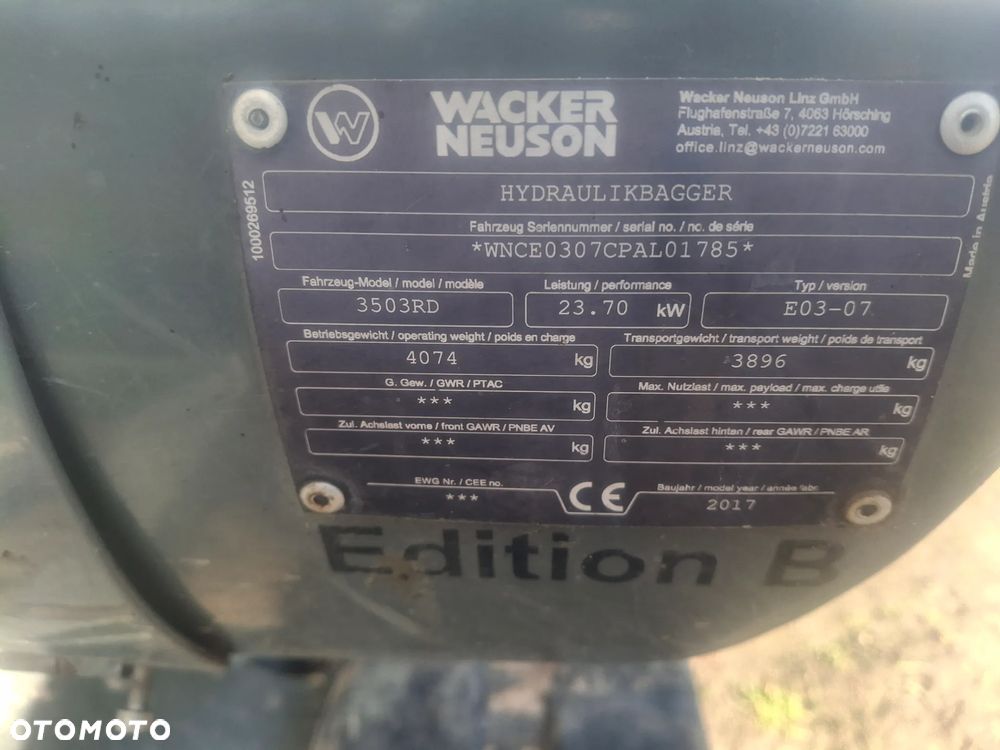 W
WACKER
NEUSON
Wacker Neuson Linz GmbH
Flughafenstraße 7, 4063 Hörsching
Austria, Tel. +43 (0)7221 63000
office.linz@wackerneuson.com
1000269512
HYDRAULIKBAGGER
Made in Austria
Fahrzeug Seriennummer / serial no. / no. de série
*WNCE0307CPAL01785*
Fahrzeug-Model / model / modèle
3503RD
Leistung / performance
23.70 kW
Typ / version
E03-07
Betriebsgewicht / operating weight / poids en charge
4074 kg
Transportgewicht / transport weight / poids de transport
3896 kg
G. Gew. / GWR / PTAC
*** kg
Max. Nutzlast / max. payload / max. charge utile
*** kg
Zul. Achslast vorne / front GAWR / PNBE AV
*** kg
Zul. Achslast hinten / rear GAWR / PNBE AR
*** kg
EWG Nr. / CEE no.
***
CE
Baujahr / model year / année fabr.
2017
Edition B
OTOMOTO